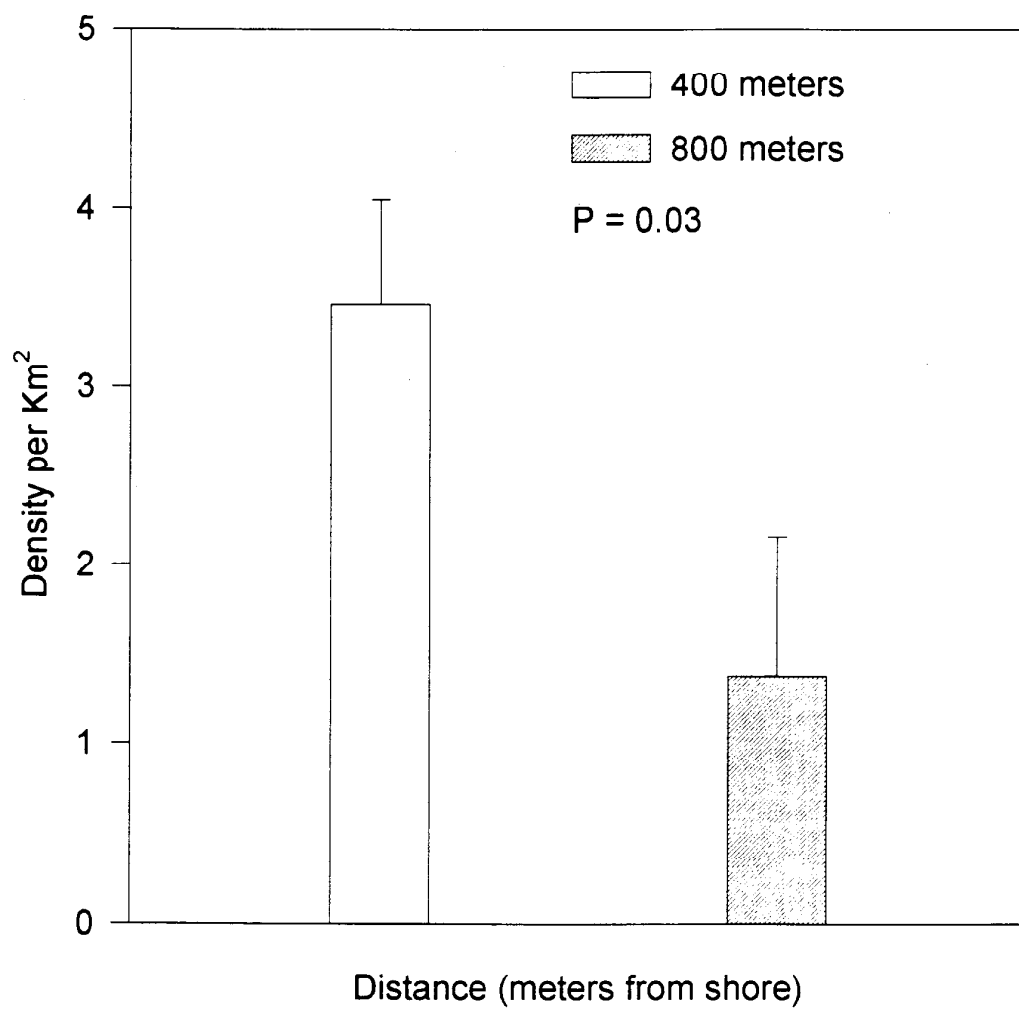 5
400 meters
800 meters
4
P = 0.03
3
Density per Km²
2
1
0
Distance (meters from shore)